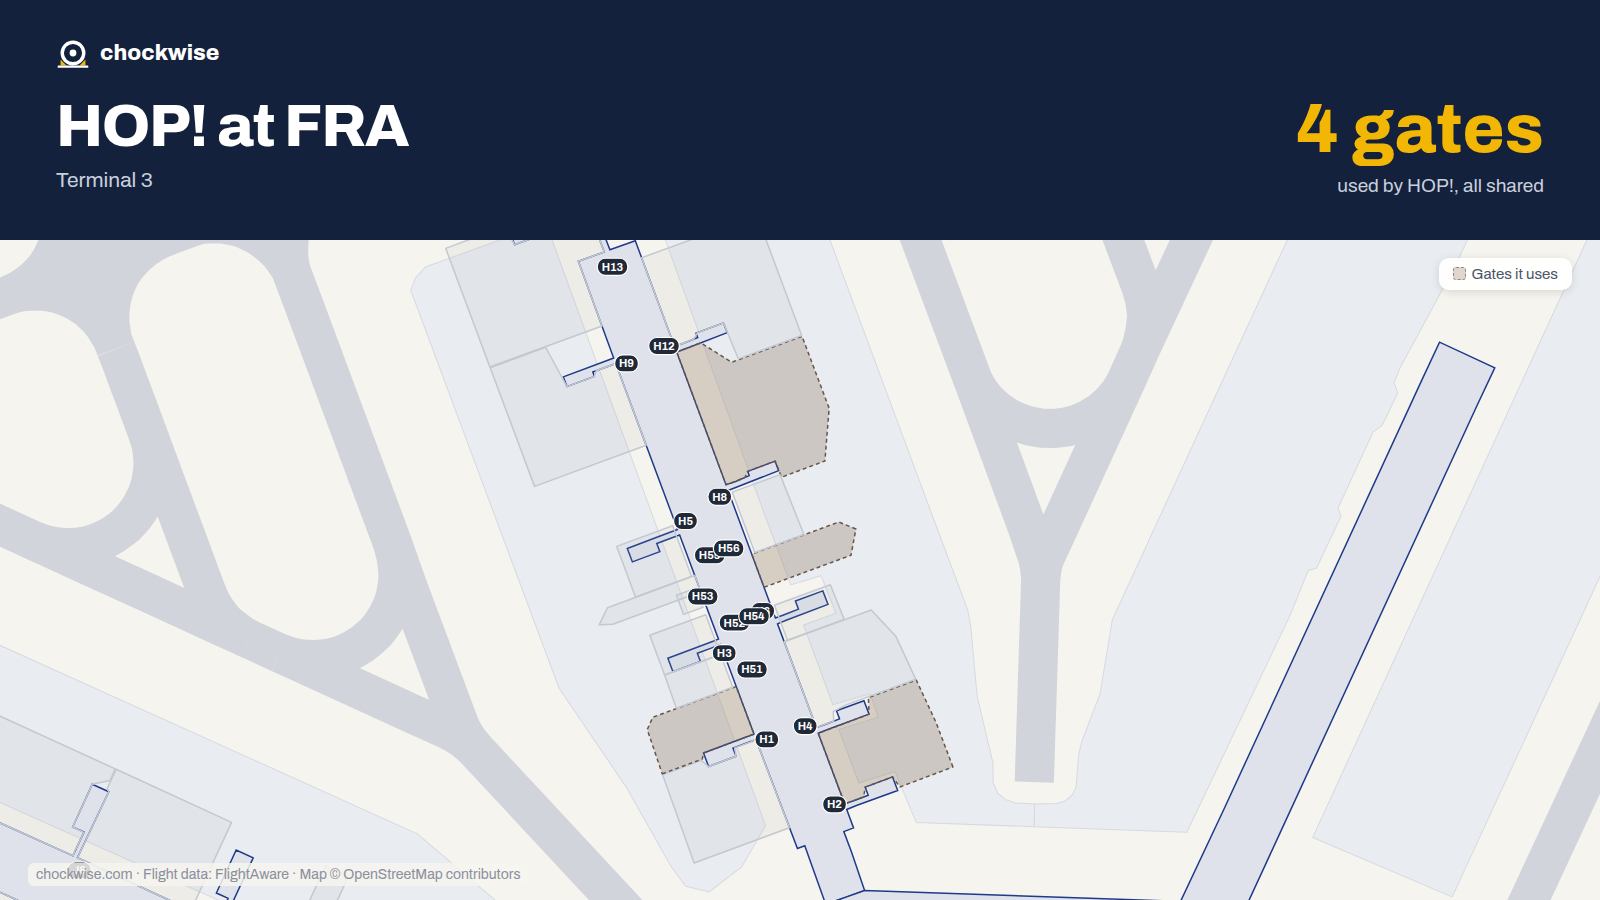 chockwise
HOP! at FRA
Terminal 3
4 gates
used by HOP!, all shared
Gates it uses
H13
H12
H9
H8
H5
H56
H53
H54
H3
H51
H4
H1
H2
chockwise.com · Flight data: FlightAware · Map © OpenStreetMap contributors